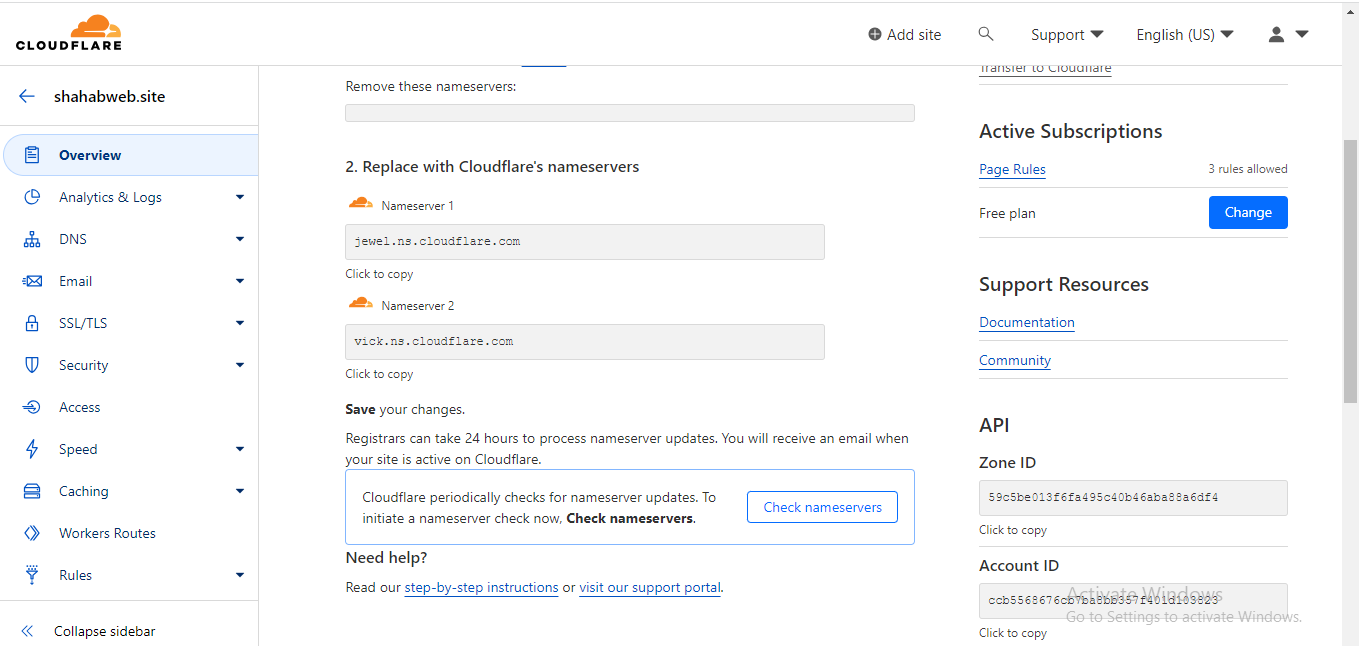 CLOUDFLARE
Add site
Support
English (US)
shahabweb.site
Overview
Analytics & Logs
DNS
Email
SSL/TLS
Security
Access
Speed
Caching
Workers Routes
Rules
Collapse sidebar
Remove these nameservers:
2. Replace with Cloudflare's nameservers
Nameserver 1
jewel.ns.cloudflare.com
Click to copy
Nameserver 2
vick.ns.cloudflare.com
Click to copy
Save your changes.
Registrars can take 24 hours to process nameserver updates. You will receive an email when
your site is active on Cloudflare.
Cloudflare periodically checks for nameserver updates. To
initiate a nameserver check now, Check nameservers.
Check nameservers
Need help?
Read our step-by-step instructions or visit our support portal.
Transfer to Cloudflare
Active Subscriptions
Page Rules
3 rules allowed
Free plan
Change
Support Resources
Documentation
Community
API
Zone ID
59c5be013f6fa495c40b46aba88a6df4
Click to copy
Account ID
Click to copy
Activate Windows
Go to Settings to activate Windows.